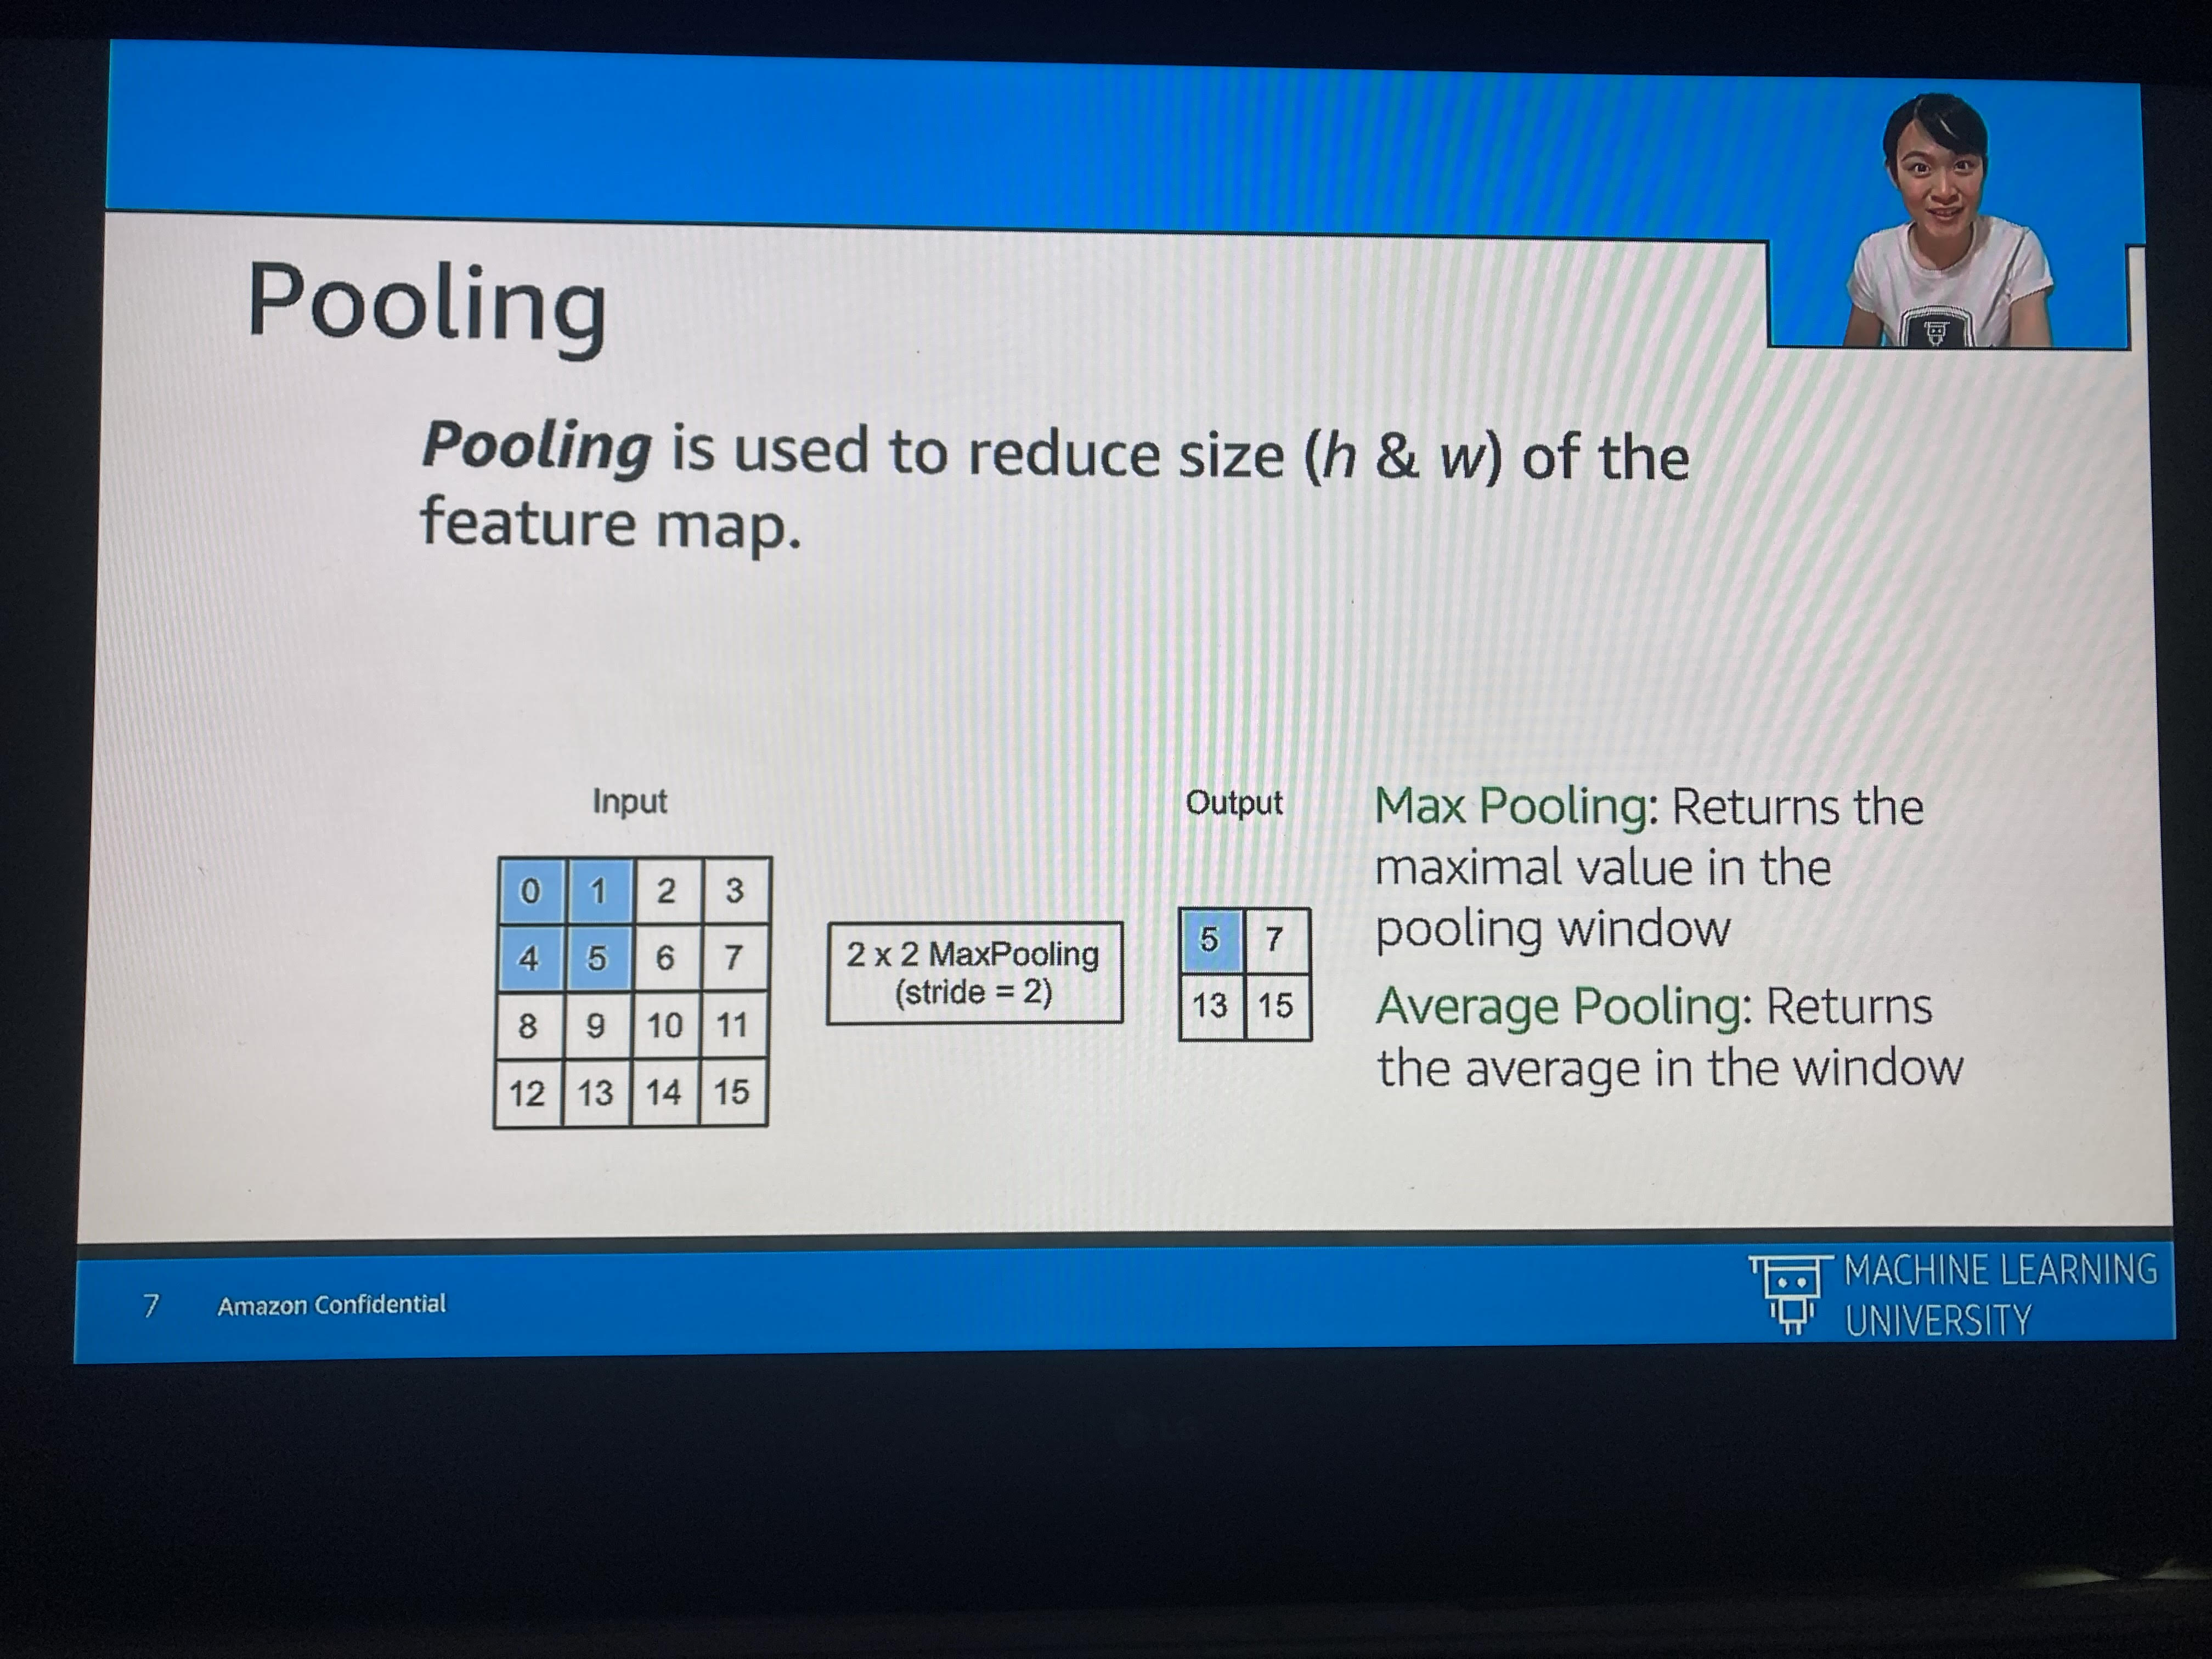 Pooling
Pooling is used to reduce size (h & w) of the
feature map.
Input
0 1 2 3
4 5 6 7
8 9 10 11
12 13 14 15
2 x 2 MaxPooling
(stride = 2)
Output
5 7
13 15
Max Pooling: Returns the
maximal value in the
pooling window
Average Pooling: Returns
the average in the window
7
Amazon Confidential
MACHINE LEARNING
UNIVERSITY
LG